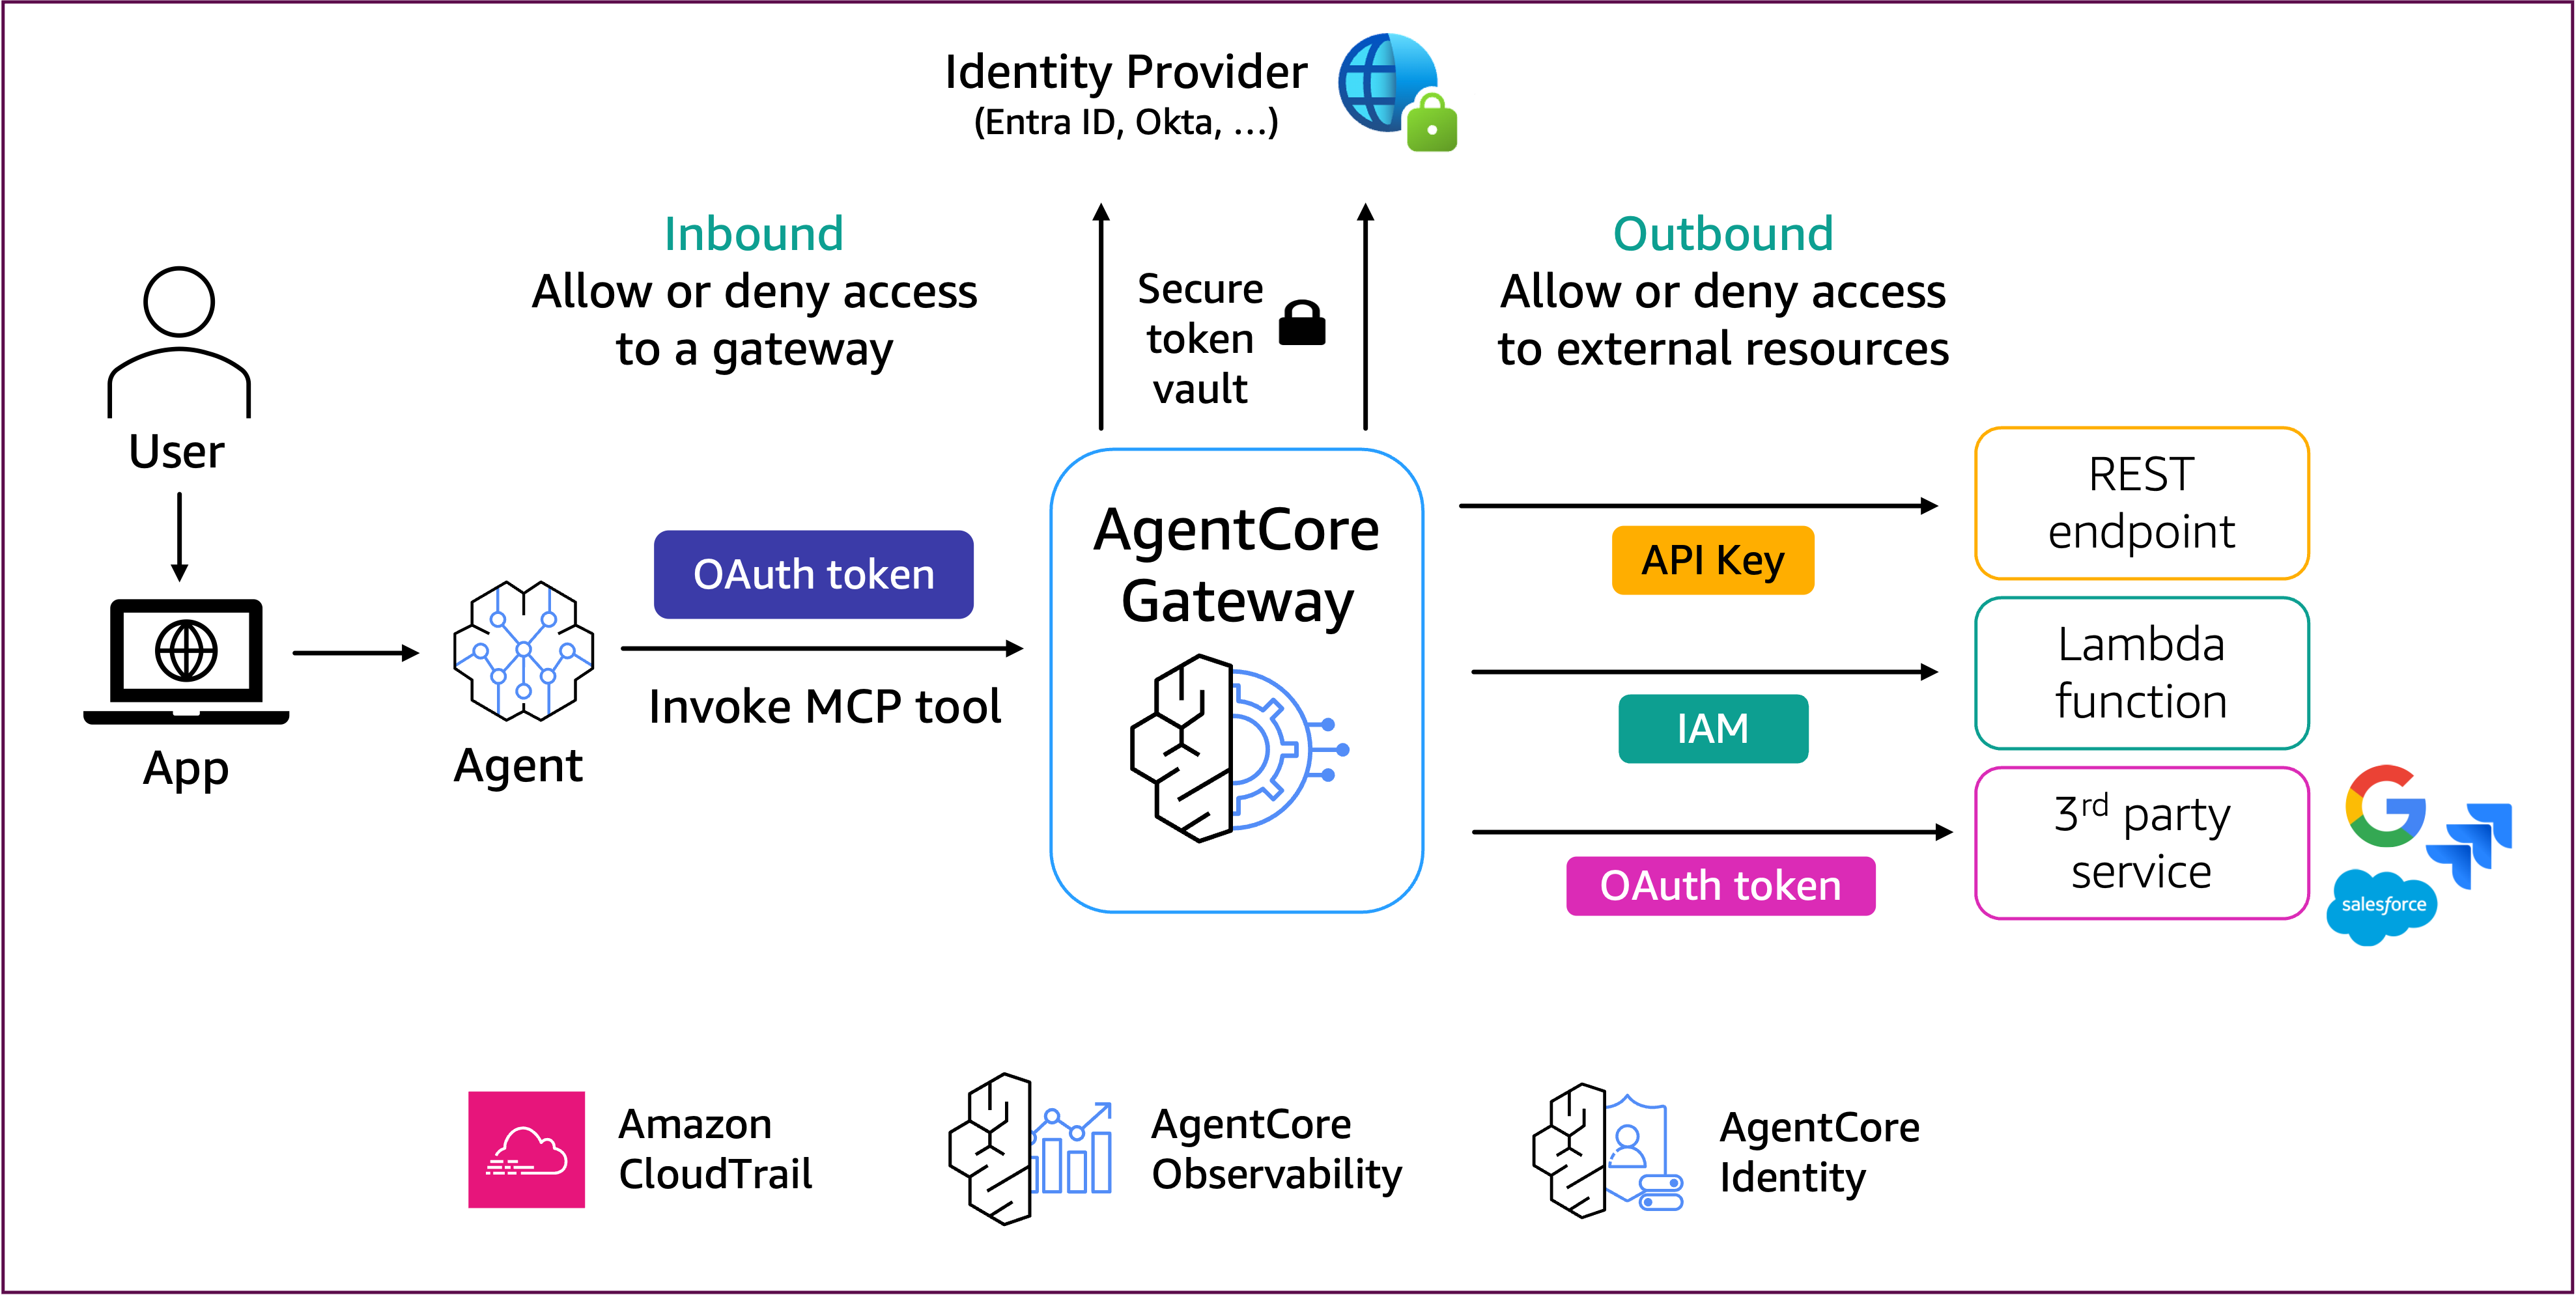 Identity Provider
(Entra ID, Okta, ...)
Inbound
Allow or deny access
to a gateway
Secure
token
vault
Outbound
Allow or deny access
to external resources
User
App
Agent
OAuth token
Invoke MCP tool
AgentCore
Gateway
API Key
IAM
OAuth token
REST
endpoint
Lambda
function
3rd party
service
salesforce
Amazon
CloudTrail
AgentCore
Observability
AgentCore
Identity